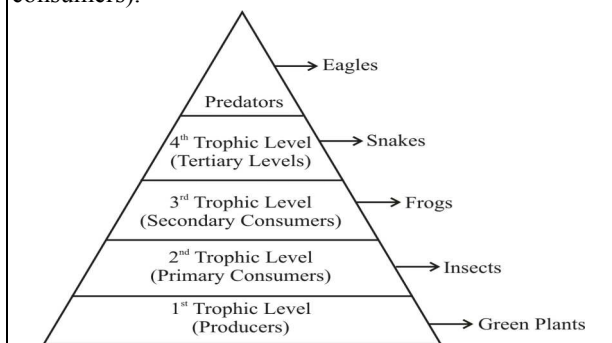 consumers).
Eagles
Predators
4th Trophic Level
(Tertiary Levels)
Snakes
3rd Trophic Level
(Secondary Consumers)
Frogs
2nd Trophic Level
(Primary Consumers)
Insects
1st Trophic Level
(Producers)
Green Plants